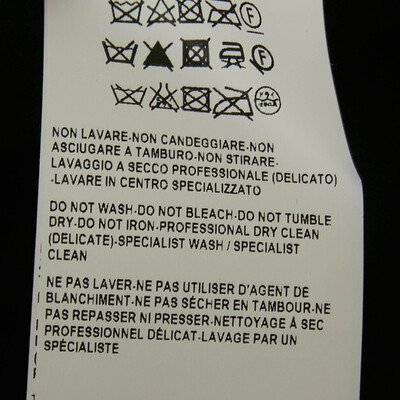 F
F
NON LAVARE-NON CANDEGGIARE-NON
ASCIUGARE A TAMBURO-NON STIRARE-
LAVAGGIO A SECCO PROFESSIONALE (DELICATO)
-LAVARE IN CENTRO SPECIALIZZATO
DO NOT WASH-DO NOT BLEACH-DO NOT TUMBLE
DRY-DO NOT IRON-PROFESSIONAL DRY CLEAN
(DELICATE)-SPECIALIST WASH / SPECIALIST
CLEAN
NE PAS LAVER-NE PAS UTILISER D'AGENT DE
BLANCHIMENT-NE PAS SÉCHER EN TAMBOUR-NE
PAS REPASSER NI PRESSER-NETTOYAGE Â SEC
PROFESSIONNEL DÉLICAT-LAVAGE PAR UN
SPÉCIALISTE